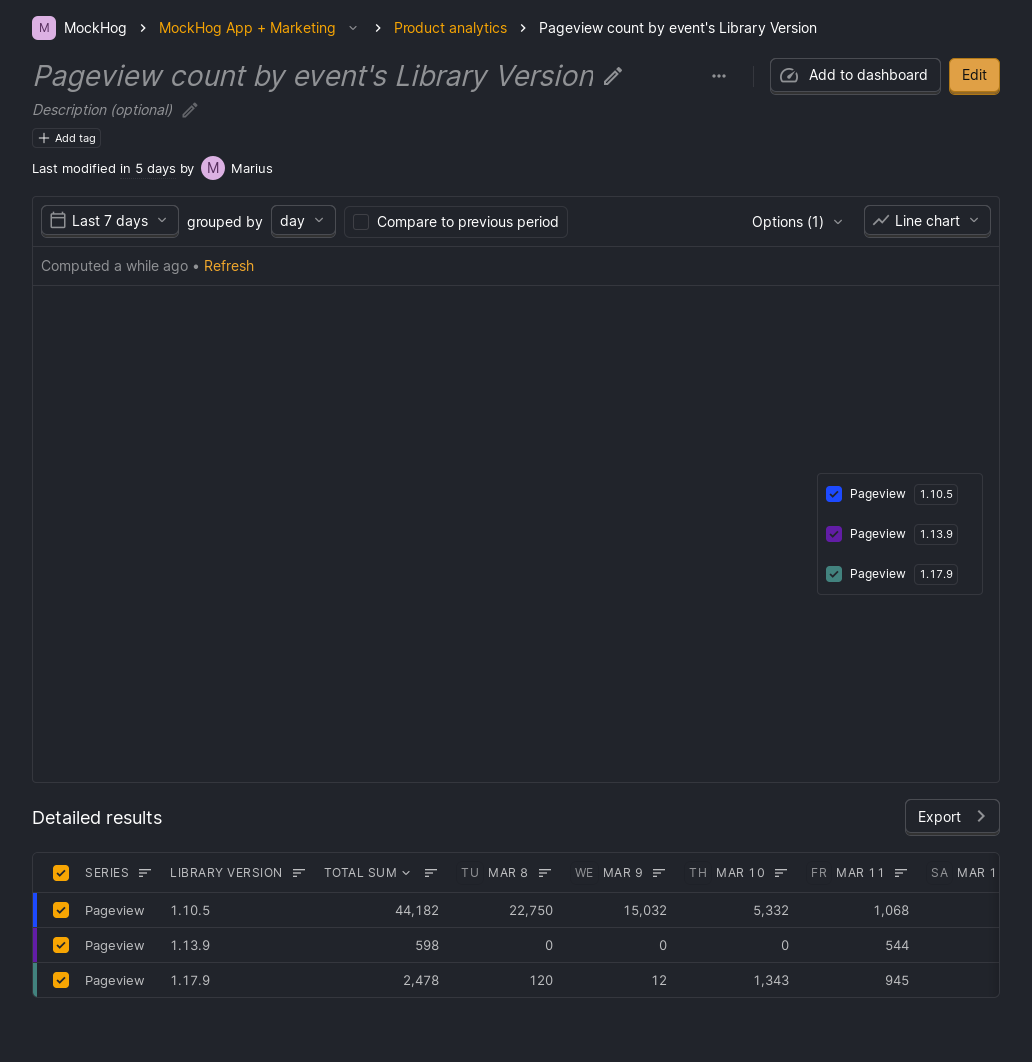 M MockHog MockHog App + Marketing Product analytics Pageview count by event's Library Version
Pageview count by event's Library Version
Add to dashboard
Edit
Description (optional)
Add tag
Last modified in 5 days by M Marius
Last 7 days grouped by day Compare to previous period Options (1) Line chart
Computed a while ago • Refresh
Pageview 1.10.5
Pageview 1.13.9
Pageview 1.17.9
Detailed results
Export
SERIES LIBRARY VERSION TOTAL SUM TU MAR 8 WE MAR 9 TH MAR 10 FR MAR 11 SA MAR 1
Pageview 1.10.5 44,182 22,750 15,032 5,332 1,068
Pageview 1.13.9 598 0 0 0 544
Pageview 1.17.9 2,478 120 12 1,343 945